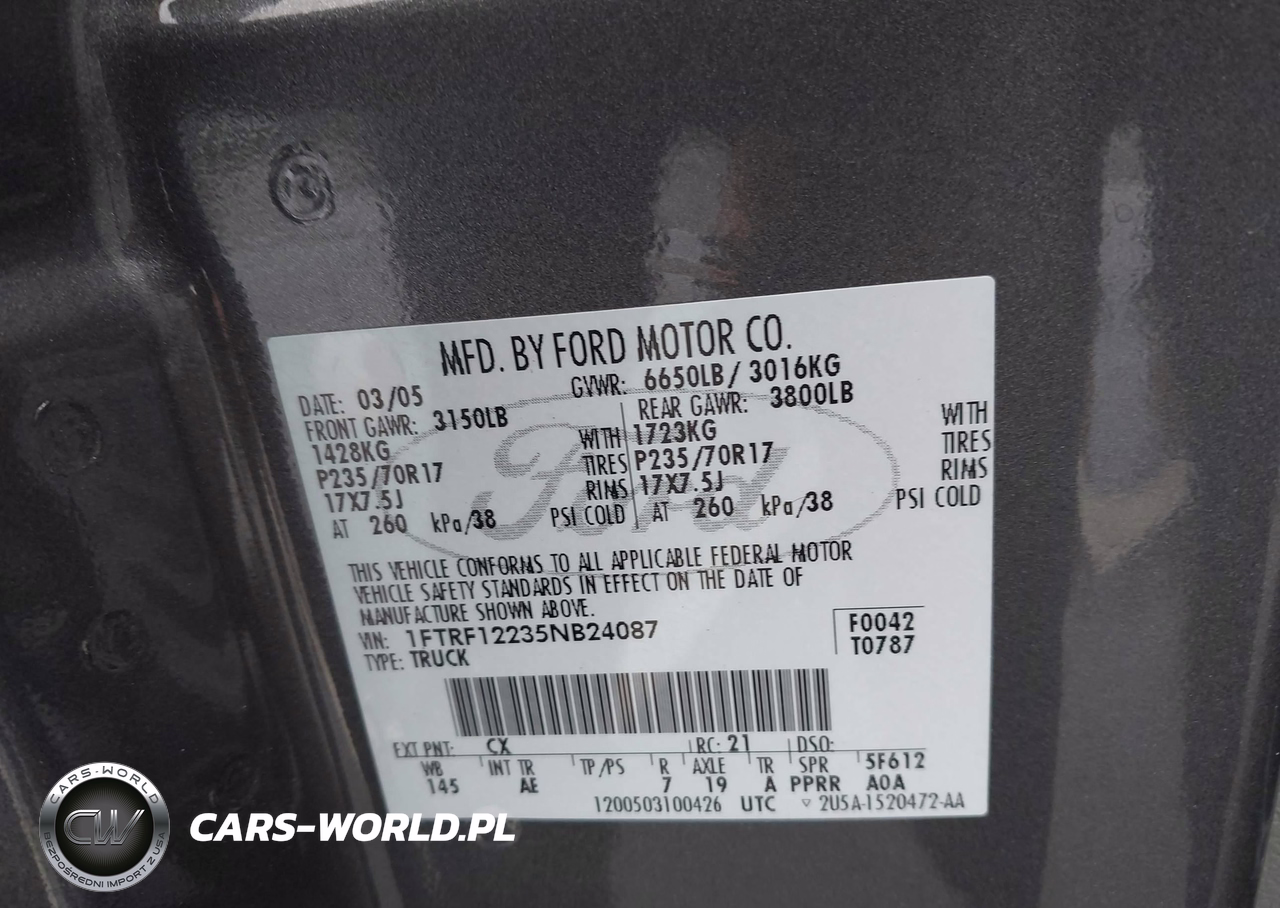 MFD. BY FORD MOTOR CO.
DATE: 03/05 GVWR: 6650LB/ 3016KG
FRONT GAWR: 3150LB REAR GAWR: 3800LB
1428KG WITH 1723KG WITH
P235/70R17 TIRES P235/70R17 TIRES
17X7.5J RIMS 17X7.5J RIMS
AT 260 kPa/38 PSI COLD AT 260 kPa/38 PSI COLD
Ford
THIS VEHICLE CONFORMS TO ALL APPLICABLE FEDERAL MOTOR
VEHICLE SAFETY STANDARDS IN EFFECT ON THE DATE OF
MANUFACTURE SHOWN ABOVE.
VIN: 1FTRF12235NB24087 F0042
TYPE: TRUCK T0787
EXT PNT: CX RC: 21 DSO:
WB INT TR TP/PS R AXLE TR SPR 5F612
145 AE 7 19 A PPRR A0A
1200503100426 UTC ▽ 2U5A-1520472-AA
CARS-WORLD
CW
BEZPOŚREDNI IMPORT Z USA
CARS-WORLD.PL